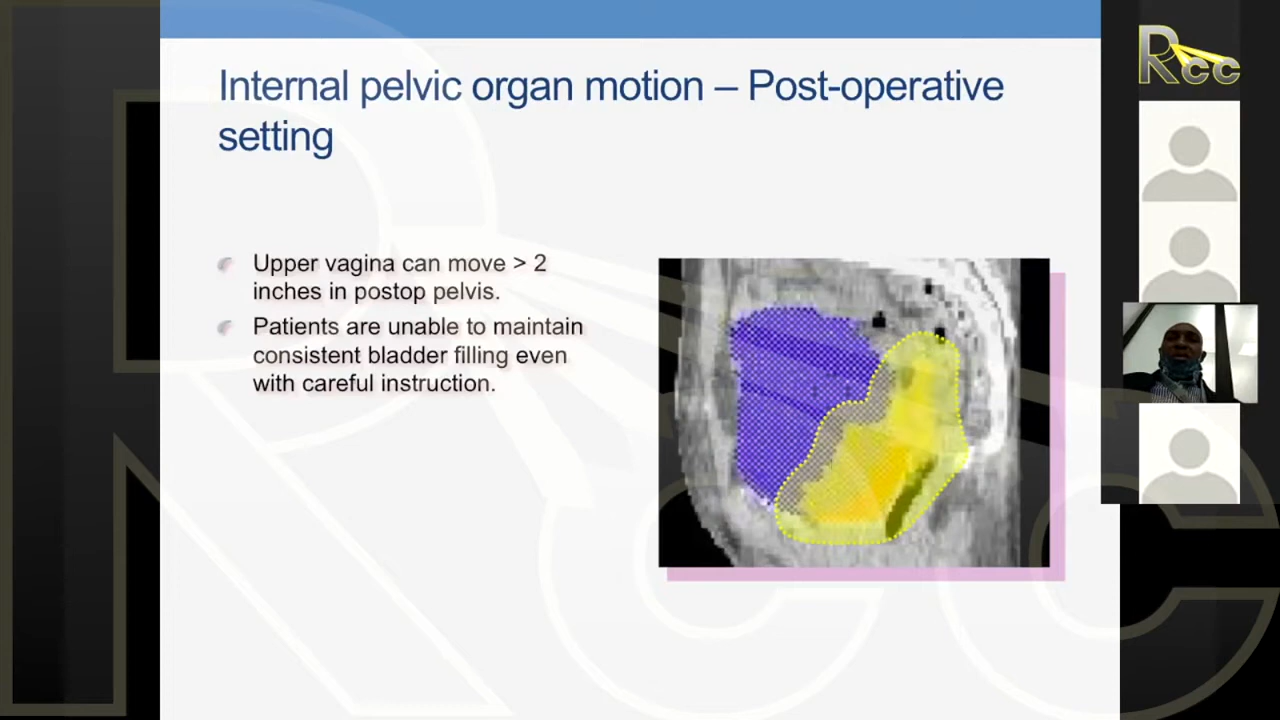 Internal pelvic organ motion – Post-operative
setting
Upper vagina can move > 2
inches in postop pelvis.
Patients are unable to maintain
consistent bladder filling even
with careful instruction.
Rcc